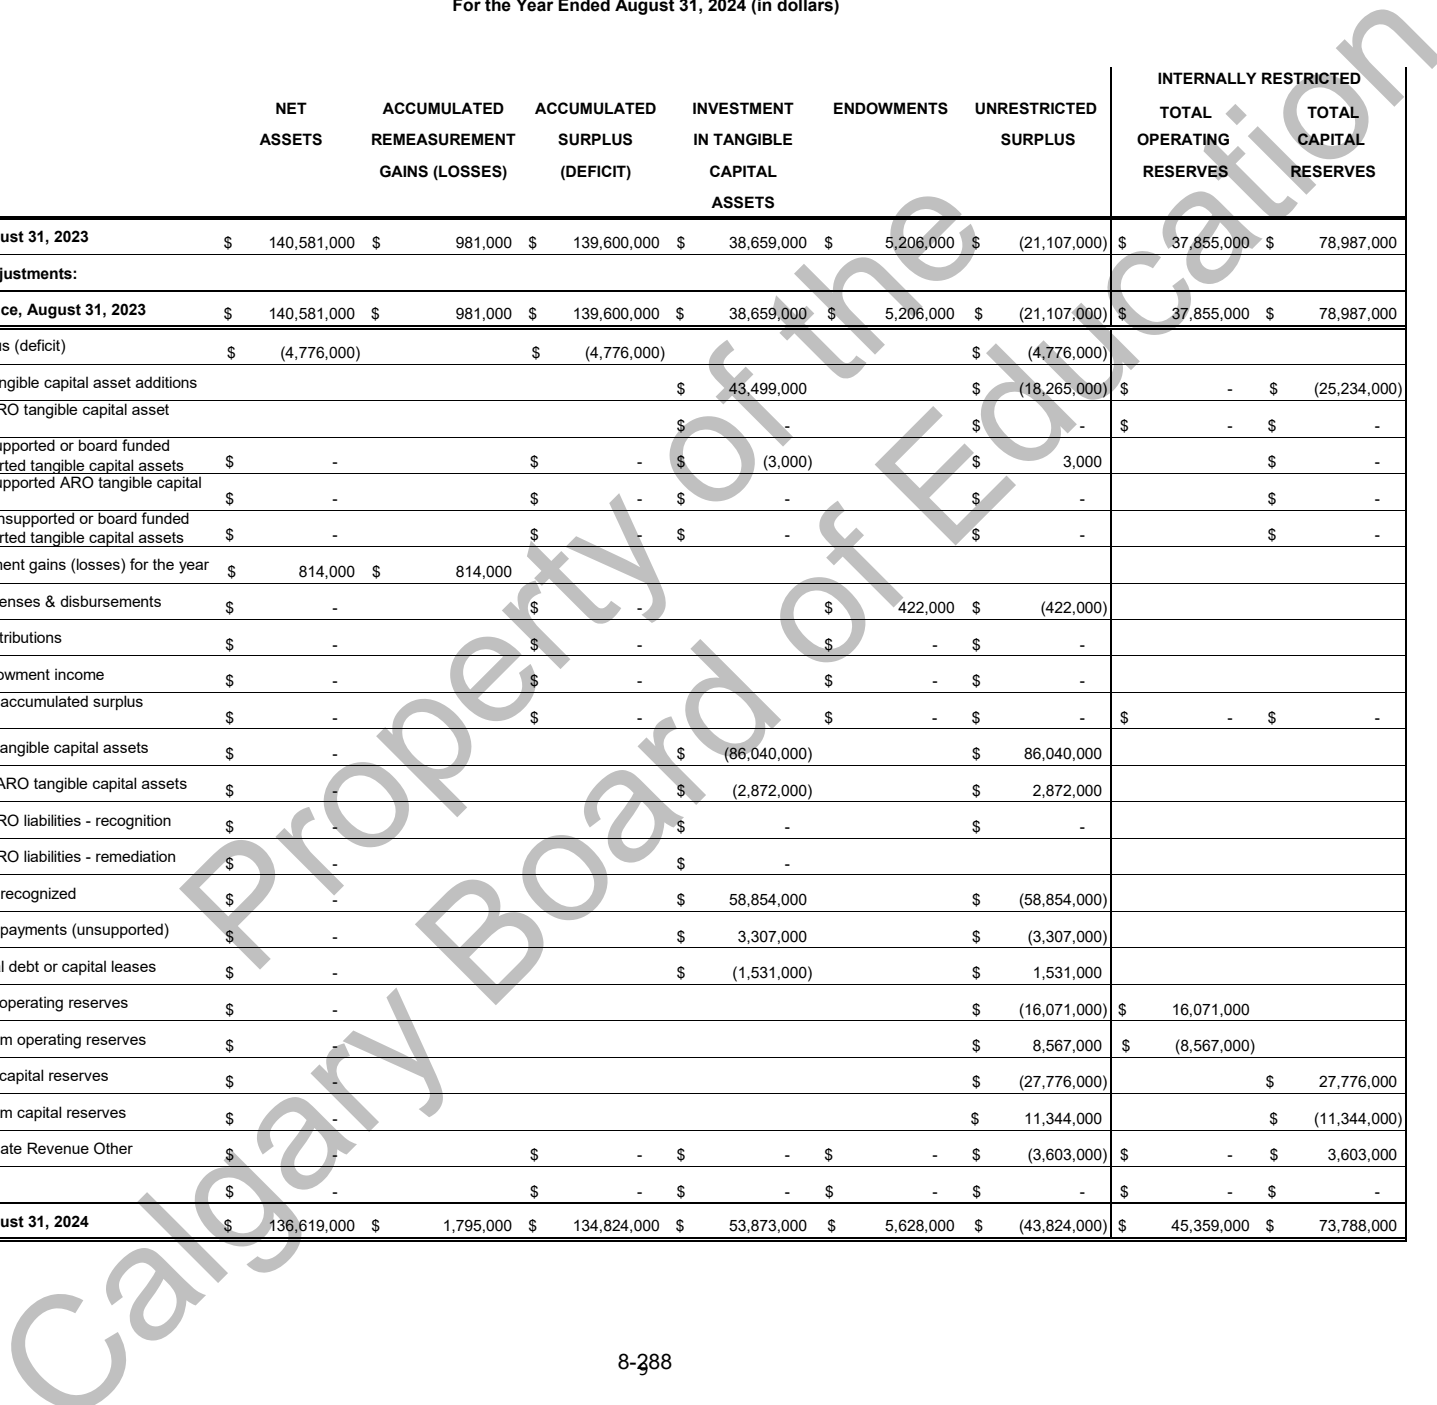 For the Year Ended August 31, 2024 (in dollars)
INTERNALLY RESTRICTED
NET ACCUMULATED ACCUMULATED INVESTMENT ENDOWMENTS UNRESTRICTED TOTAL TOTAL
ASSETS REMEASUREMENT SURPLUS IN TANGIBLE SURPLUS OPERATING CAPITAL
GAINS (LOSSES) (DEFICIT) CAPITAL RESERVES RESERVES
ASSETS
ust 31, 2023 $ 140,581,000 $ 981,000 $ 139,600,000 $ 38,659,000 $ 5,206,000 $ (21,107,000) $ 37,855,000 $ 78,987,000
justments:
ce, August 31, 2023 $ 140,581,000 $ 981,000 $ 139,600,000 $ 38,659,000 $ 5,206,000 $ (21,107,000) $ 37,855,000 $ 78,987,000
us (deficit) $ (4,776,000) $ (4,776,000) $ (4,776,000)
ngible capital asset additions $ 43,499,000 $ (18,265,000) $ - $ (25,234,000)
RO tangible capital asset
$ - $ - $ - $ -
upported or board funded
rted tangible capital assets $ - $ - $ (3,000) $ 3,000 $ -
upported ARO tangible capital
$ - $ - $ - $ - $ -
nsupported or board funded
rted tangible capital assets $ - $ - $ - $ - $ -
nent gains (losses) for the year $ 814,000 $ 814,000
enses & disbursements $ - $ - $ 422,000 $ (422,000)
tributions $ - $ - $ - $ -
owment income $ - $ - $ - $ -
accumulated surplus
$ - $ - $ - $ - $ - $ -
angible capital assets $ - $ (86,040,000) $ 86,040,000
ARO tangible capital assets $ - $ (2,872,000) $ 2,872,000
RO liabilities - recognition $ - $ - $ -
RO liabilities - remediation $ - $ -
recognized $ - $ 58,854,000 $ (58,854,000)
payments (unsupported) $ - $ 3,307,000 $ (3,307,000)
l debt or capital leases $ - $ (1,531,000) $ 1,531,000
operating reserves $ - $ (16,071,000) $ 16,071,000
m operating reserves $ - $ 8,567,000 $ (8,567,000)
capital reserves $ - $ (27,776,000) $ 27,776,000
m capital reserves $ - $ 11,344,000 $ (11,344,000)
ate Revenue Other $ - $ - $ - $ - $ (3,603,000) $ - $ 3,603,000
$ - $ - $ - $ - $ - $ - $ -
ust 31, 2024 $ 136,619,000 $ 1,795,000 $ 134,824,000 $ 53,873,000 $ 5,628,000 $ (43,824,000) $ 45,359,000 $ 73,788,000
Property of the
Calgary Board of Education
8-288
9